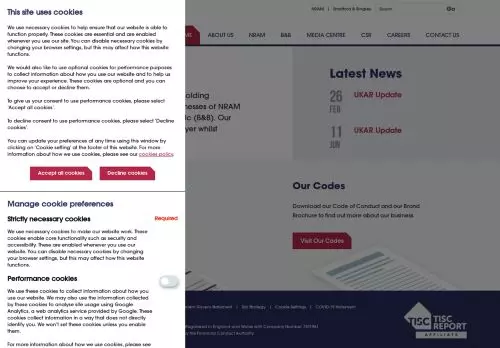 This site uses cookies
We use necessary cookies to help ensure that our website is able to
function properly. These cookies are essential and are enabled
whenever you use our site. You can disable necessary cookies by
changing your browser settings, but this may affect how this website
functions.
We would also like to use optional cookies for performance purposes
to collect information about how you use our website and to help us
improve your experience. These cookies are optional and you can
choose to accept or decline them.
To give us your consent to use performance cookies, please select
'Accept all cookies'.
To decline consent to use performance cookies, please select 'Decline
cookies'.
You can update your preferences at any time using this window by
clicking on 'Cookie setting' at the footer of this website. For more
information about how we use cookies, please see our cookies policy.
Accept all cookies
Decline cookies
Manage cookie preferences
Strictly necessary cookies
Required
We use necessary cookies to make our website work. These
cookies enable core functionality such as security and
accessibility. These are enabled whenever you use our
website. You can disable necessary cookies by changing
your browser settings, but this may affect how this website
functions.
Performance cookies
We use these cookies to collect information about how you
use our website. We may also use the information collected
by these cookies to analyse site usage using Google
Analytics, a web analytics service provided by Google. These
cookies collect information in a way that does not directly
identify you. We won't set these cookies unless you enable
them.
For more information about how we use cookies, please see
NRAM
Bradford & Bingley
Search
Go
ABOUT US
NRAM
B&B
MEDIA CENTRE
CSR
CAREERS
CONTACT US
olding
nesses of NRAM
lc (B&B). Our
yer whilst
Latest News
26
FEB
UKAR Update
11
JUN
UKAR Update
Our Codes
Download our Code of Conduct and our Brand
Brochure to find out more about our business
Visit Our Codes
Modern Slavery Statement
Tax Strategy
Cookie Settings
COVID-19 Statement
Registered in England and Wales with Company Number
by the Financial Conduct Authority
TISC
TISC
REPORT
AFFILIATE